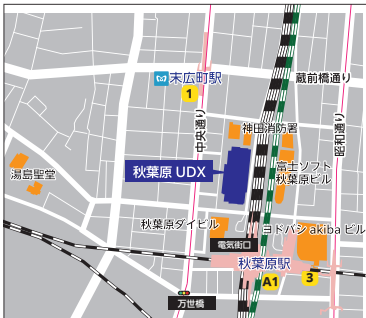 末広町駅
1
蔵前橋通り
中央通り
昭和通り
神田消防署
秋葉原 UDX
富士ソフト
秋葉原ビル
湯島聖堂
秋葉原ダイビル
ヨドバシ akiba ビル
電気街口
秋葉原駅
A1
3
万世橋